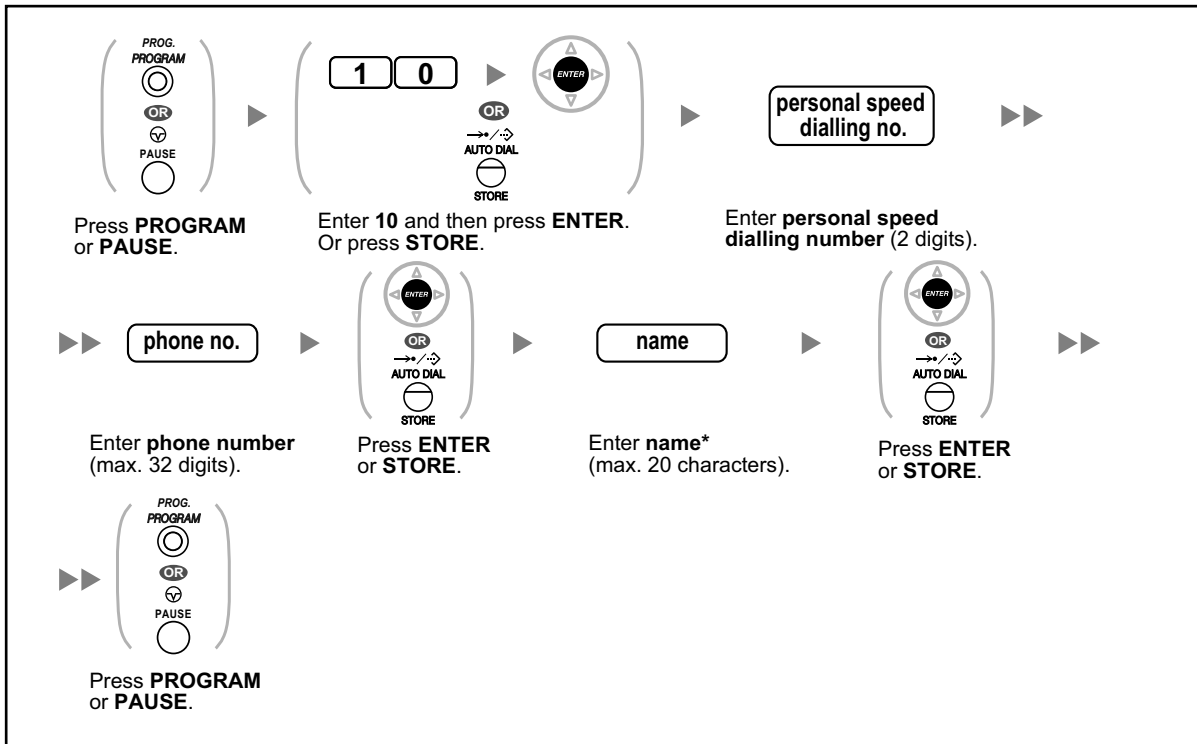 PROG.
PROGRAM
OR
PAUSE
Press PROGRAM
or PAUSE.
1 0
ENTER
OR
AUTO DIAL
STORE
Enter 10 and then press ENTER.
Or press STORE.
personal speed
dialling no.
Enter personal speed
dialling number (2 digits).
phone no.
Enter phone number
(max. 32 digits).
ENTER
OR
AUTO DIAL
STORE
Press ENTER
or STORE.
name
Enter name*
(max. 20 characters).
ENTER
OR
AUTO DIAL
STORE
Press ENTER
or STORE.
PROG.
PROGRAM
OR
PAUSE
Press PROGRAM
or PAUSE.